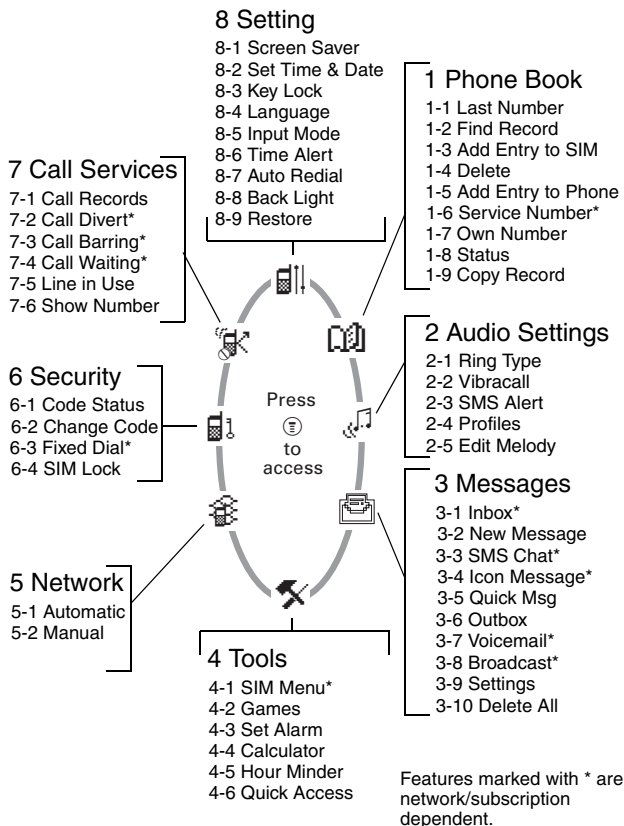 8 Setting
8-1 Screen Saver
8-2 Set Time & Date
8-3 Key Lock
8-4 Language
8-5 Input Mode
8-6 Time Alert
8-7 Auto Redial
8-8 Back Light
8-9 Restore
1 Phone Book
1-1 Last Number
1-2 Find Record
1-3 Add Entry to SIM
1-4 Delete
1-5 Add Entry to Phone
1-6 Service Number*
1-7 Own Number
1-8 Status
1-9 Copy Record
7 Call Services
7-1 Call Records
7-2 Call Divert*
7-3 Call Barring*
7-4 Call Waiting*
7-5 Line in Use
7-6 Show Number
2 Audio Settings
2-1 Ring Type
2-2 Vibracall
2-3 SMS Alert
2-4 Profiles
2-5 Edit Melody
6 Security
6-1 Code Status
6-2 Change Code
6-3 Fixed Dial*
6-4 SIM Lock
Press
to
access
3 Messages
3-1 Inbox*
3-2 New Message
3-3 SMS Chat*
3-4 Icon Message*
3-5 Quick Msg
3-6 Outbox
3-7 Voicemail*
3-8 Broadcast*
3-9 Settings
3-10 Delete All
5 Network
5-1 Automatic
5-2 Manual
4 Tools
4-1 SIM Menu*
4-2 Games
4-3 Set Alarm
4-4 Calculator
4-5 Hour Minder
4-6 Quick Access
Features marked with * are
network/subscription
dependent.